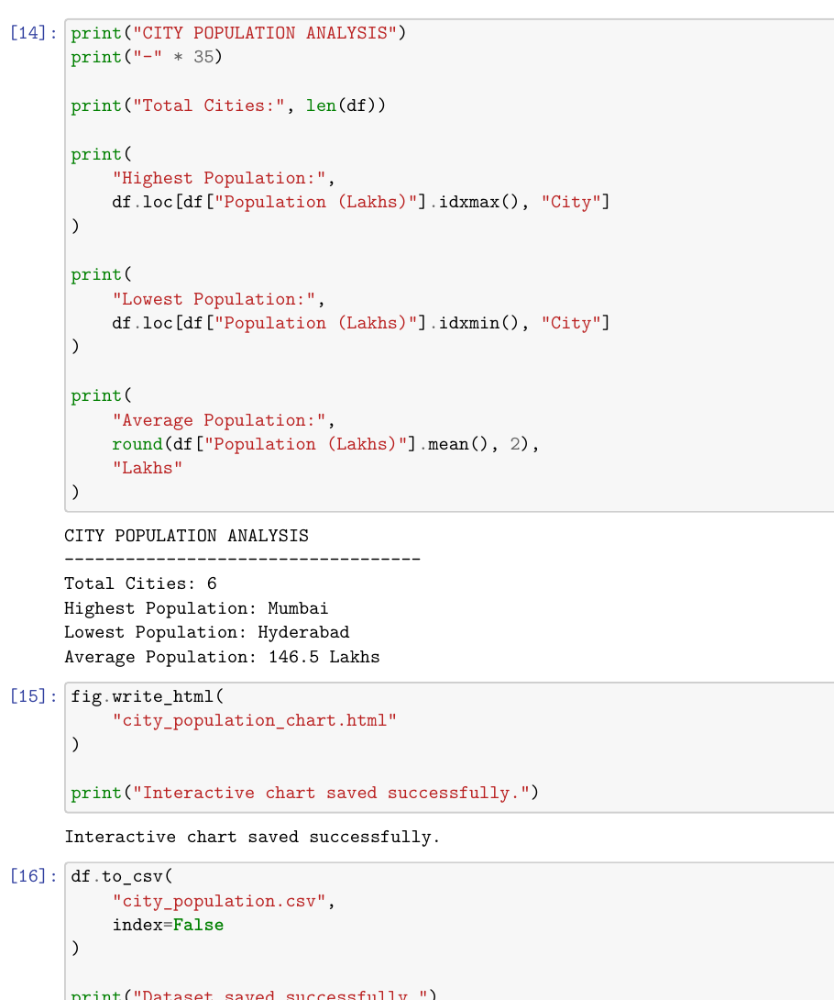 [14]: print("CITY POPULATION ANALYSIS")
print("-" * 35)

print("Total Cities:", len(df))

print(
    "Highest Population:",
    df.loc[df["Population (Lakhs)"].idxmax(), "City"]
)

print(
    "Lowest Population:",
    df.loc[df["Population (Lakhs)"].idxmin(), "City"]
)

print(
    "Average Population:",
    round(df["Population (Lakhs)"].mean(), 2),
    "Lakhs"
)
CITY POPULATION ANALYSIS
-----------------------------------
Total Cities: 6
Highest Population: Mumbai
Lowest Population: Hyderabad
Average Population: 146.5 Lakhs
[15]: fig.write_html(
    "city_population_chart.html"
)

print("Interactive chart saved successfully.")
Interactive chart saved successfully.
[16]: df.to_csv(
    "city_population.csv",
    index=False
)

print("Dataset saved successfully.")